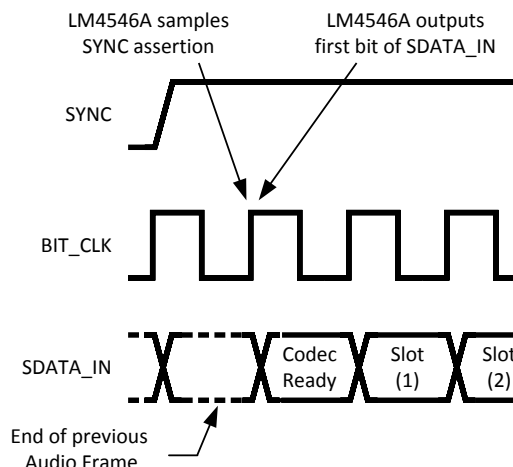 LM4546A samples
SYNC assertion
LM4546A outputs
first bit of SDATA_IN
SYNC
BIT_CLK
SDATA_IN
Codec
Ready
Slot
(1)
Slot
(2)
End of previous
Audio Frame